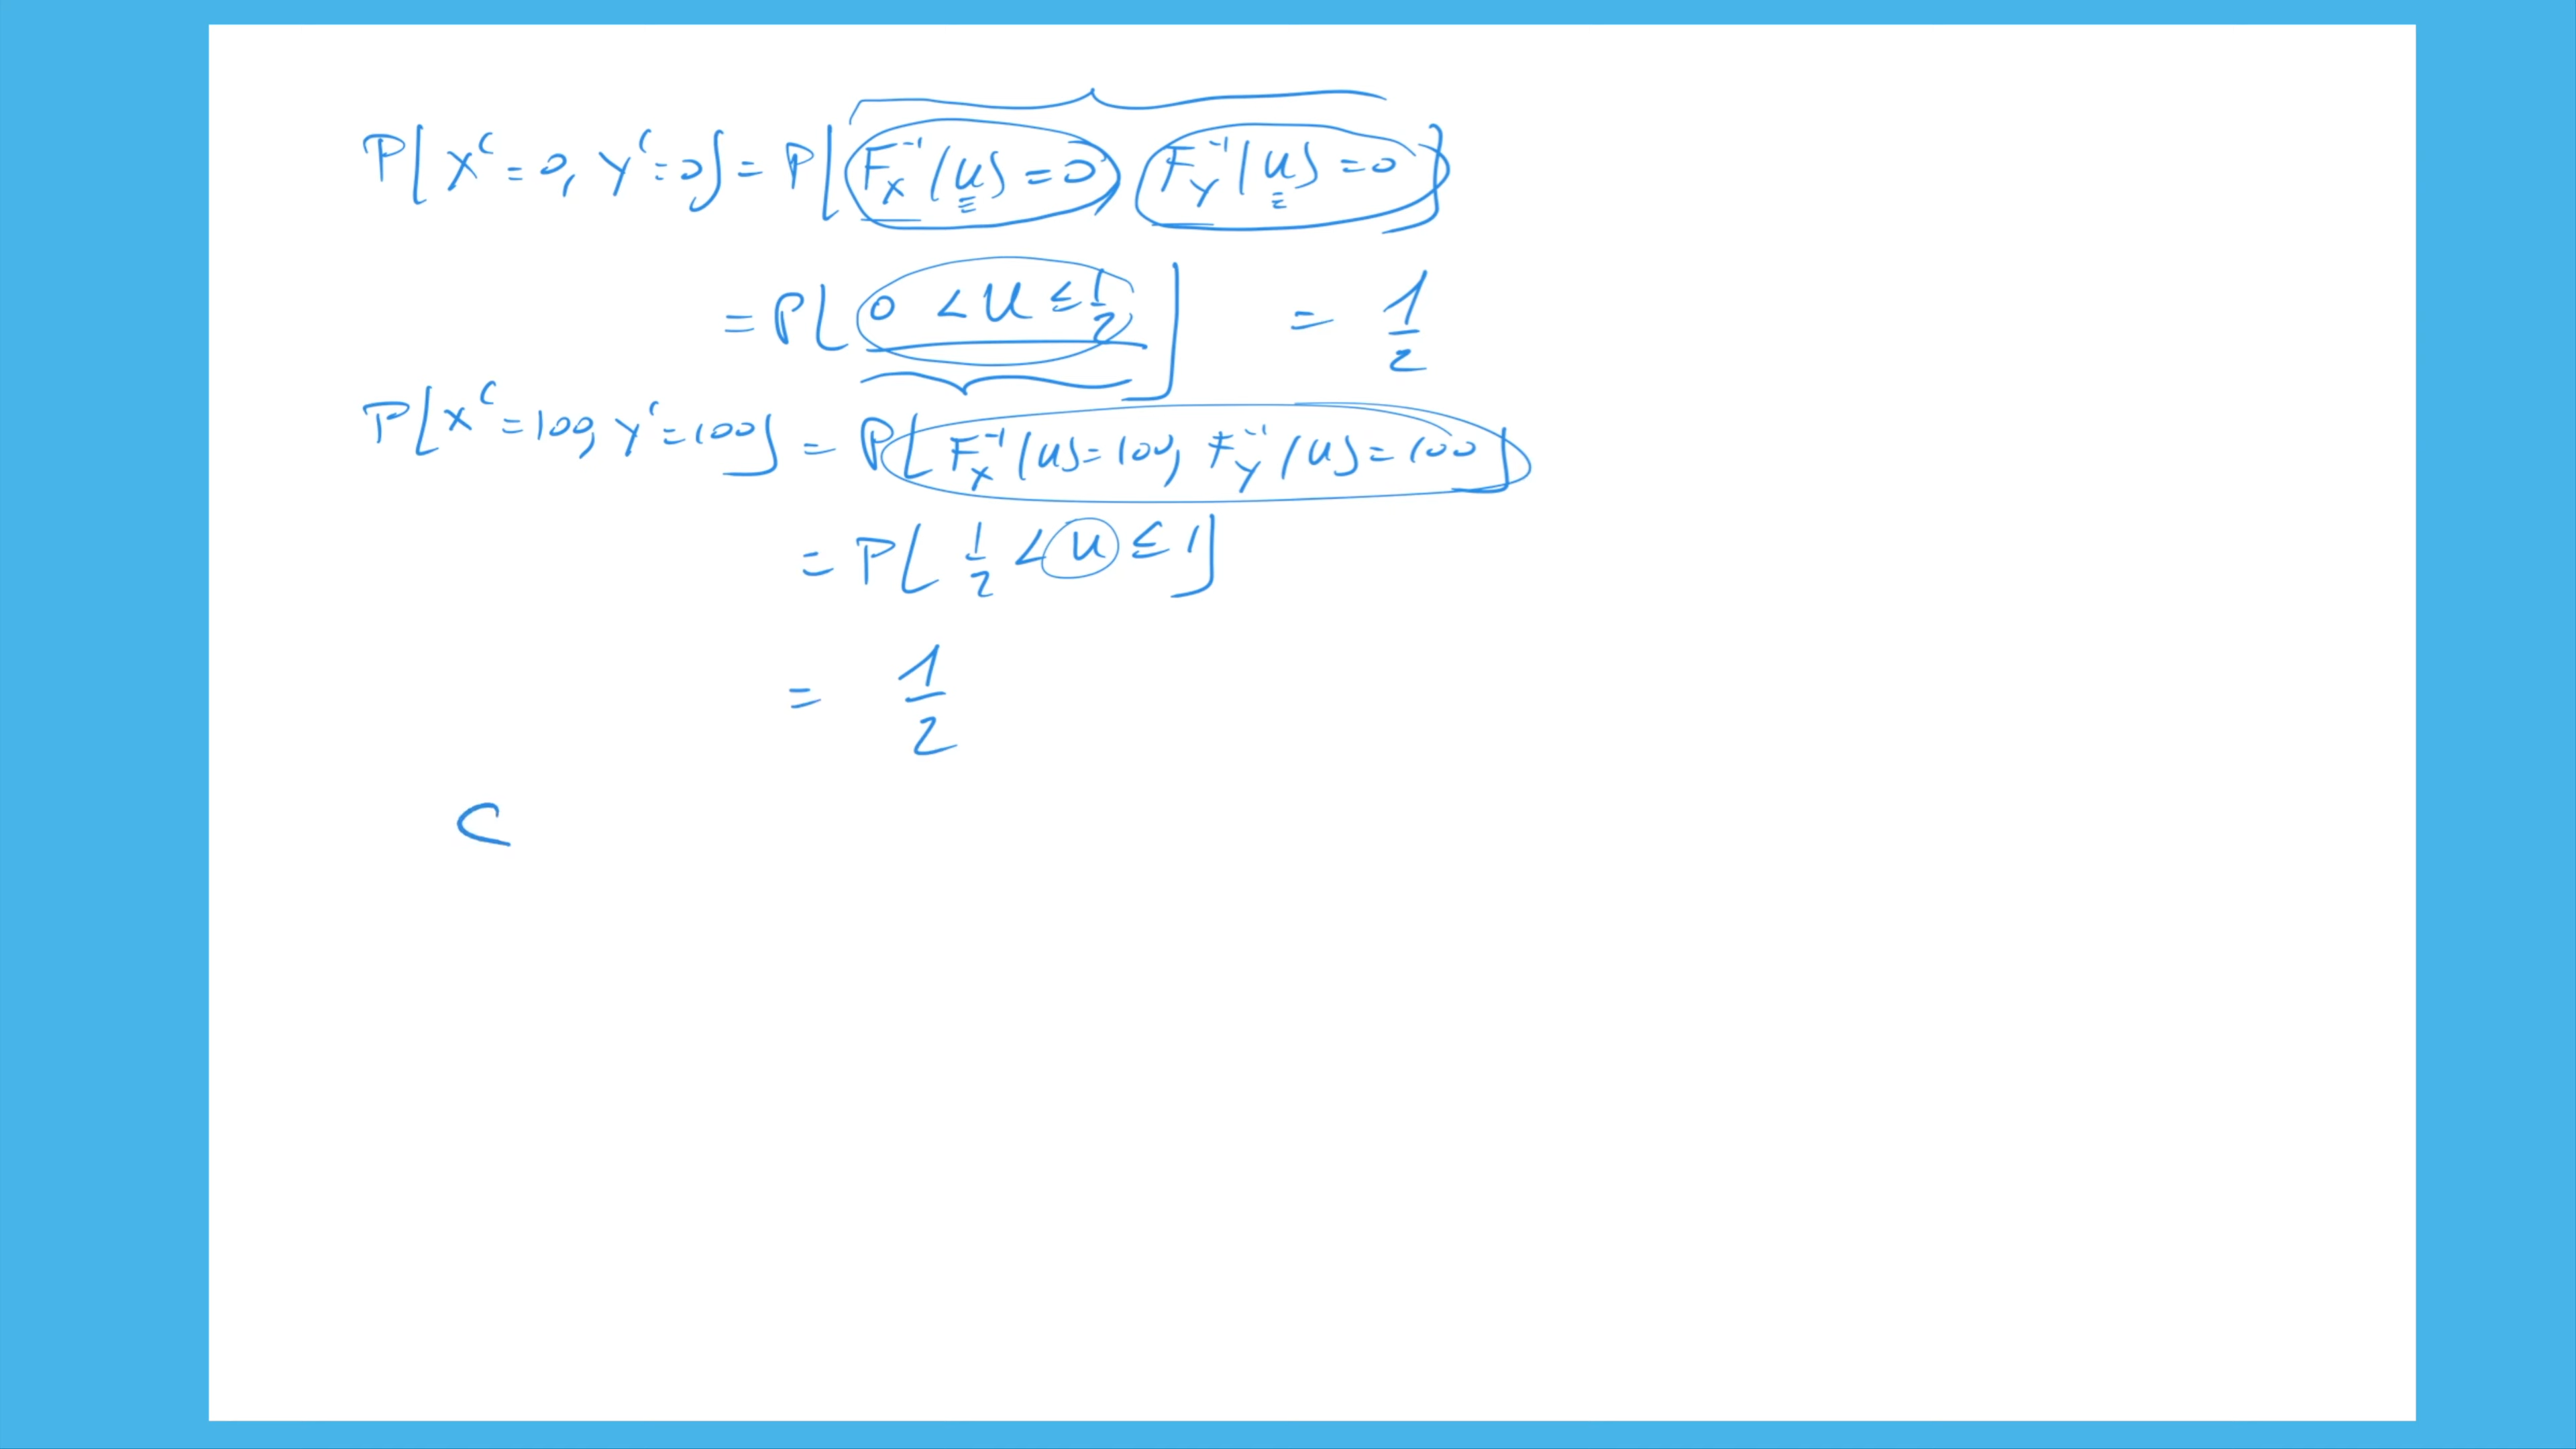 P[X^c = 0, Y^c = 0] = P[F_X^{-1}(U) = 0, F_Y^{-1}(U) = 0]
= P[0 < U ≤ 1/2] = 1/2
P[X^c = 100, Y^c = 100] = P[F_X^{-1}(U) = 100, F_Y^{-1}(U) = 100]
= P[1/2 < U ≤ 1]
= 1/2
C